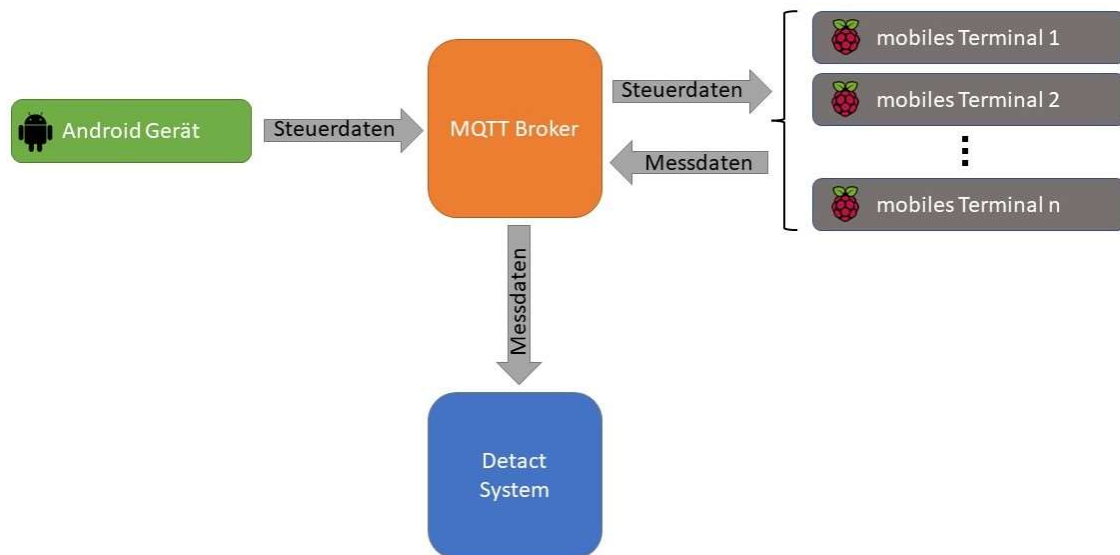 Android Gerät
Steuerdaten
MQTT Broker
Steuerdaten
Messdaten
mobiles Terminal 1
mobiles Terminal 2
mobiles Terminal n
Messdaten
Detact
System